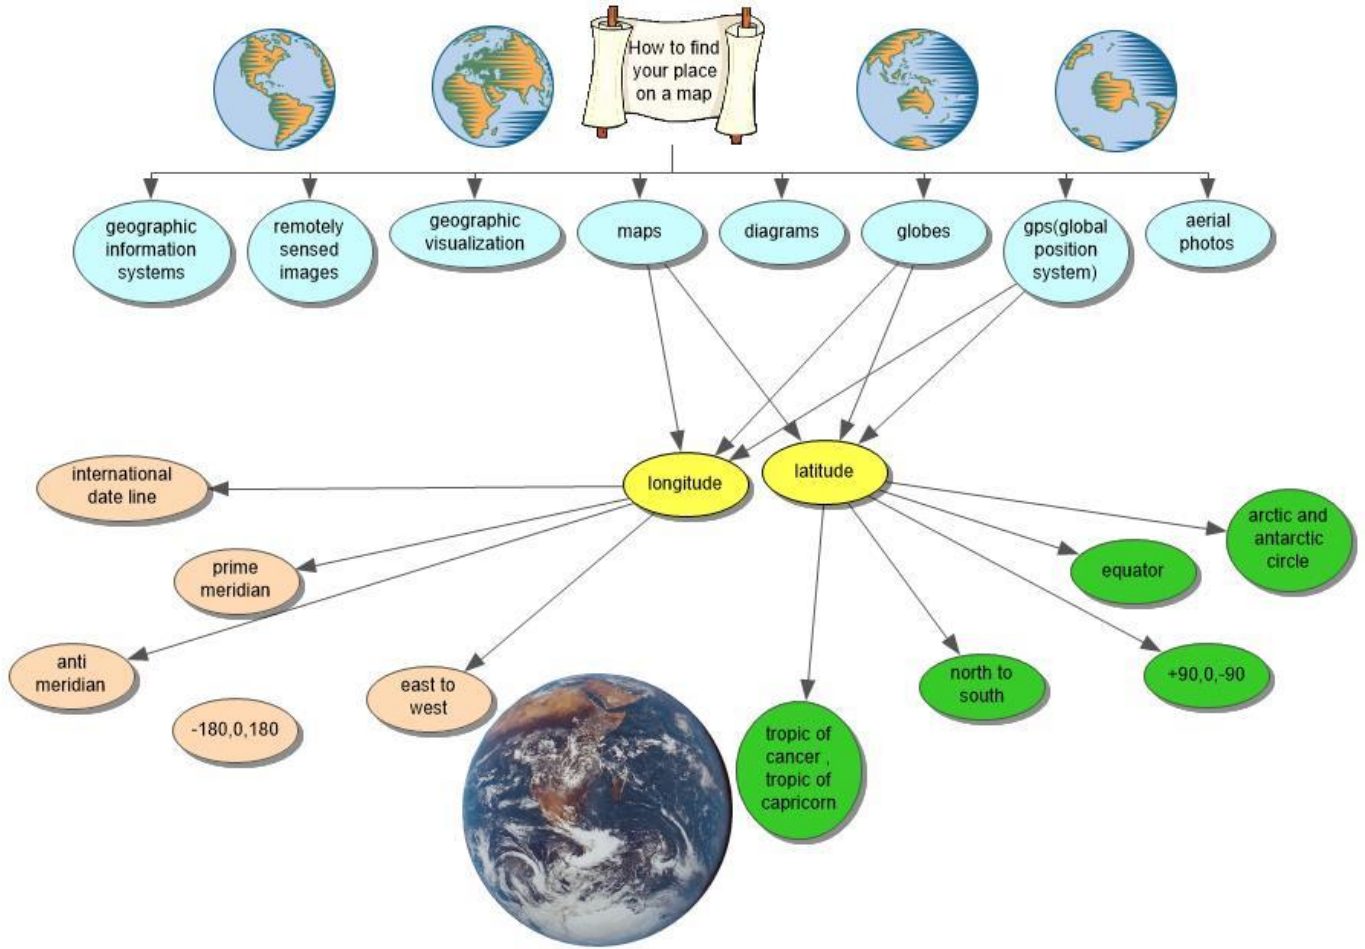 How to find
your place
on a map
geographic
information
systems
remotely
sensed
images
geographic
visualization
maps
diagrams
globes
gps(global
position
system)
aerial
photos
longitude
latitude
international
date line
prime
meridian
anti
meridian
-180,0,180
east to
west
tropic of
cancer ,
tropic of
capricorn
north to
south
equator
+90,0,-90
arctic and
antarctic
circle